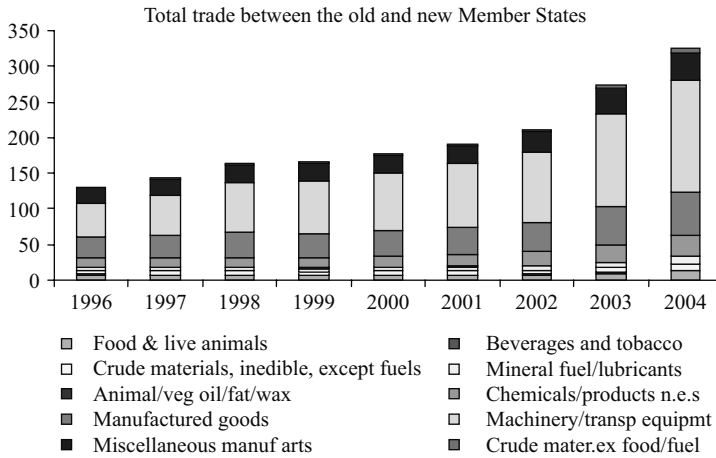 Total trade between the old and new Member States
350
300
250
200
150
100
50
0
1996 1997 1998 1999 2000 2001 2002 2003 2004
Food & live animals
Beverages and tobacco
Crude materials, inedible, except fuels
Mineral fuel/lubricants
Animal/veg oil/fat/wax
Chemicals/products n.e.s
Manufactured goods
Machinery/transp equipmt
Miscellaneous manuf arts
Crude mater.ex food/fuel